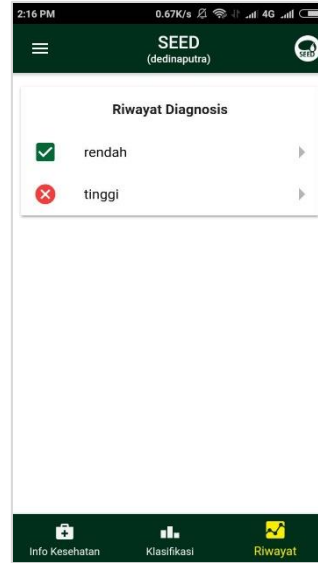 2:16 PM 0.67K/s 4G
SEED
(dedinaputra)
SEED
Riwayat Diagnosis
rendah
tinggi
Info Kesehatan Klasifikasi Riwayat